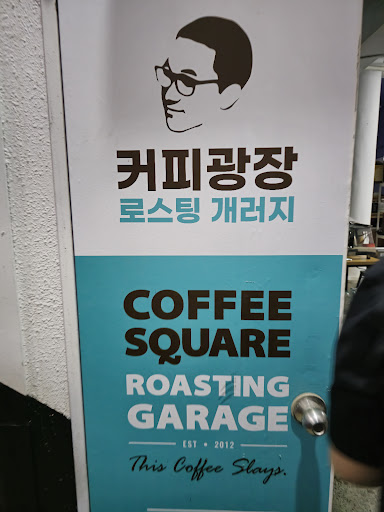 커피광장
로스팅 개러지
COFFEE
SQUARE
ROASTING
GARAGE
EST • 2012
This Coffee Slays.